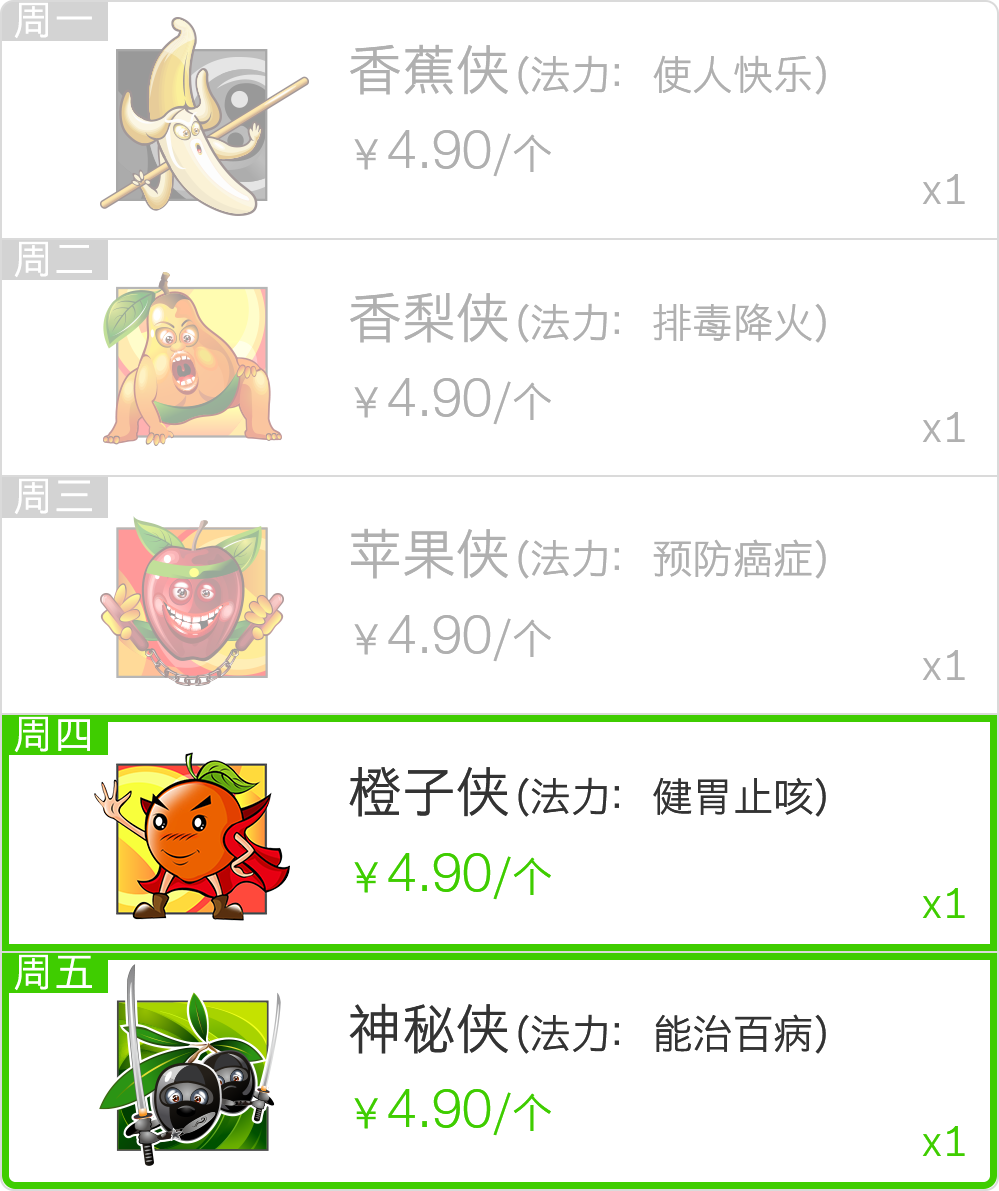 周一
香蕉侠(法力：使人快乐)
¥4.90/个
x1
周二
香梨侠(法力：排毒降火)
¥4.90/个
x1
周三
苹果侠(法力：预防癌症)
¥4.90/个
x1
周四
橙子侠(法力：健胃止咳)
¥4.90/个
x1
周五
神秘侠(法力：能治百病)
¥4.90/个
x1